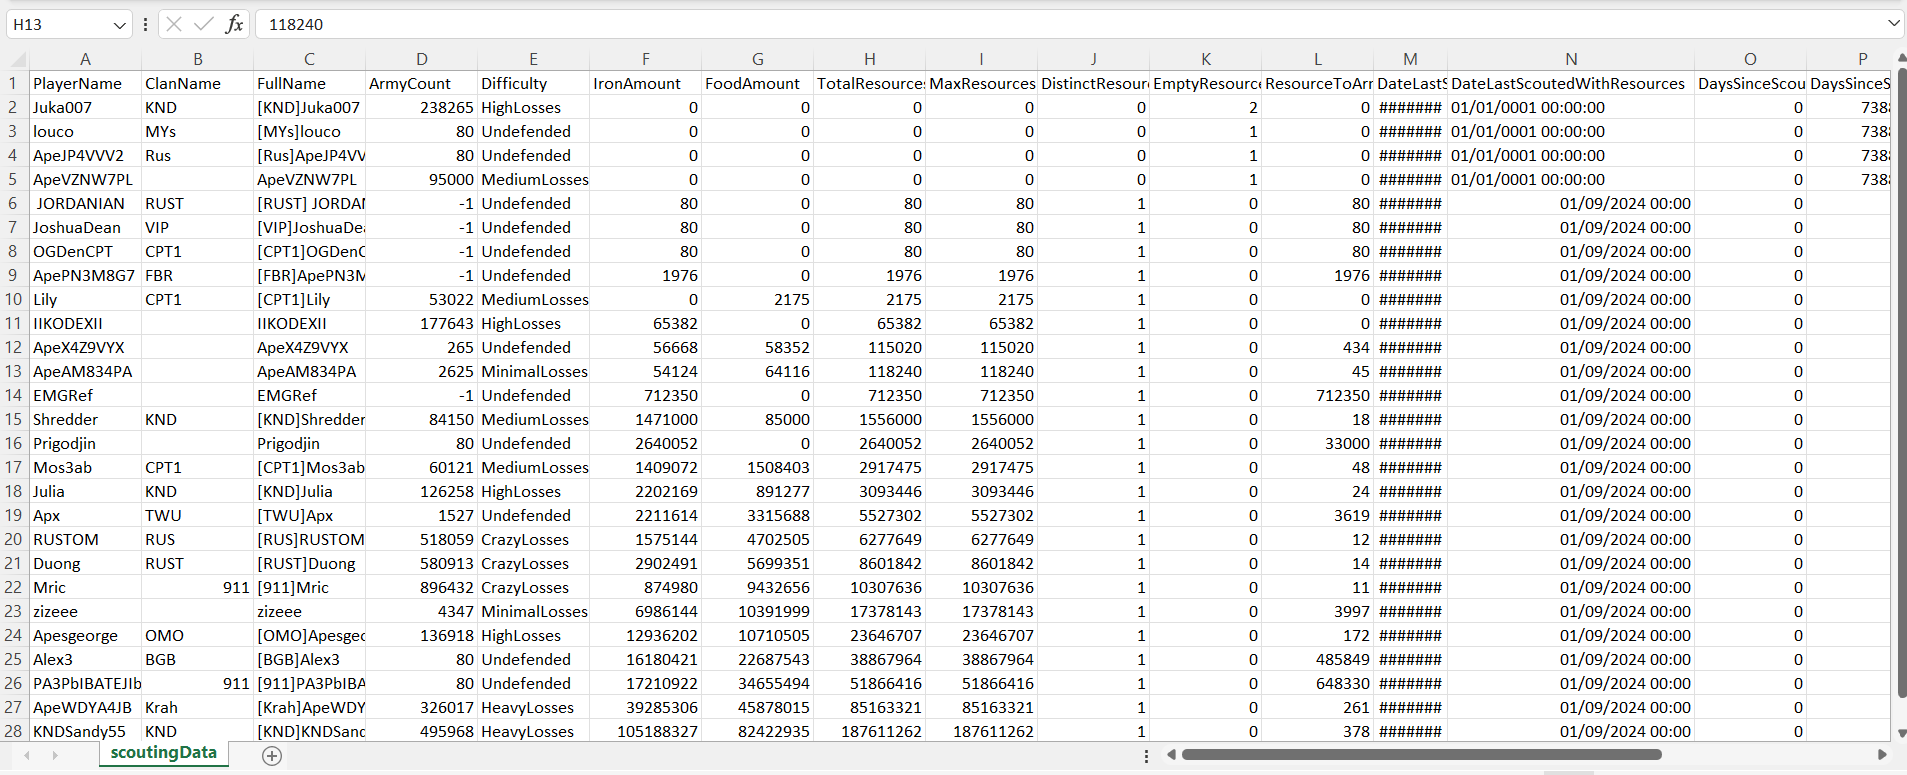 H13 fx 118240
A B C D E F G H I J K L M N O P
1 PlayerName ClanName FullName ArmyCount Difficulty IronAmount FoodAmount TotalResources MaxResources DistinctResour EmptyResource ResourceToArr DateLastS DateLastScoutedWithResources DaysSinceScou DaysSinceS
2 Juka007 KND [KND]Juka007 238265 HighLosses 0 0 0 0 0 2 0 ####### 01/01/0001 00:00:00 0 738
3 louco MYs [MYs]louco 80 Undefended 0 0 0 0 0 1 0 ####### 01/01/0001 00:00:00 0 738
4 ApeJP4VVV2 Rus [Rus]ApeJP4VV 80 Undefended 0 0 0 0 0 1 0 ####### 01/01/0001 00:00:00 0 738
5 ApeVZNW7PL ApeVZNW7PL 95000 MediumLosses 0 0 0 0 0 1 0 ####### 01/01/0001 00:00:00 0 738
6 JORDANIAN RUST [RUST] JORDAN -1 Undefended 80 0 80 80 1 0 80 ####### 01/09/2024 00:00 0
7 JoshuaDean VIP [VIP]JoshuaDea -1 Undefended 80 0 80 80 1 0 80 ####### 01/09/2024 00:00 0
8 OGDenCPT CPT1 [CPT1]OGDenC -1 Undefended 80 0 80 80 1 0 80 ####### 01/09/2024 00:00 0
9 ApePN3M8G7 FBR [FBR]ApePN3M -1 Undefended 1976 0 1976 1976 1 0 1976 ####### 01/09/2024 00:00 0
10 Lily CPT1 [CPT1]Lily 53022 MediumLosses 0 2175 2175 2175 1 0 0 ####### 01/09/2024 00:00 0
11 IIKODEXII IIKODEXII 177643 HighLosses 65382 0 65382 65382 1 0 0 ####### 01/09/2024 00:00 0
12 ApeX4Z9VYX ApeX4Z9VYX 265 Undefended 56668 58352 115020 115020 1 0 434 ####### 01/09/2024 00:00 0
13 ApeAM834PA ApeAM834PA 2625 MinimalLosses 54124 64116 118240 118240 1 0 45 ####### 01/09/2024 00:00 0
14 EMGRef EMGRef -1 Undefended 712350 0 712350 712350 1 0 712350 ####### 01/09/2024 00:00 0
15 Shredder KND [KND]Shredder 84150 MediumLosses 1471000 85000 1556000 1556000 1 0 18 ####### 01/09/2024 00:00 0
16 Prigodjin Prigodjin 80 Undefended 2640052 0 2640052 2640052 1 0 33000 ####### 01/09/2024 00:00 0
17 Mos3ab CPT1 [CPT1]Mos3ab 60121 MediumLosses 1409072 1508403 2917475 2917475 1 0 48 ####### 01/09/2024 00:00 0
18 Julia KND [KND]Julia 126258 HighLosses 2202169 891277 3093446 3093446 1 0 24 ####### 01/09/2024 00:00 0
19 Apx TWU [TWU]Apx 1527 Undefended 2211614 3315688 5527302 5527302 1 0 3619 ####### 01/09/2024 00:00 0
20 RUSTOM RUS [RUS]RUSTOM 518059 CrazyLosses 1575144 4702505 6277649 6277649 1 0 12 ####### 01/09/2024 00:00 0
21 Duong RUST [RUST]Duong 580913 CrazyLosses 2902491 5699351 8601842 8601842 1 0 14 ####### 01/09/2024 00:00 0
22 Mric 911 [911]Mric 896432 CrazyLosses 874980 9432656 10307636 10307636 1 0 11 ####### 01/09/2024 00:00 0
23 zizeee zizeee 4347 MinimalLosses 6986144 10391999 17378143 17378143 1 0 3997 ####### 01/09/2024 00:00 0
24 Apesgeorge OMO [OMO]Apesgeo 136918 HighLosses 12936202 10710505 23646707 23646707 1 0 172 ####### 01/09/2024 00:00 0
25 Alex3 BGB [BGB]Alex3 80 Undefended 16180421 22687543 38867964 38867964 1 0 485849 ####### 01/09/2024 00:00 0
26 PA3PbIBATEJIb 911 [911]PA3PbIBA 80 Undefended 17210922 34655494 51866416 51866416 1 0 648330 ####### 01/09/2024 00:00 0
27 ApeWDYA4JB Krah [Krah]ApeWDY 326017 HeavyLosses 39285306 45878015 85163321 85163321 1 0 261 ####### 01/09/2024 00:00 0
28 KNDSandy55 KND [KND]KNDSand 495968 HeavyLosses 105188327 82422935 187611262 187611262 1 0 378 ####### 01/09/2024 00:00 0
scoutingData